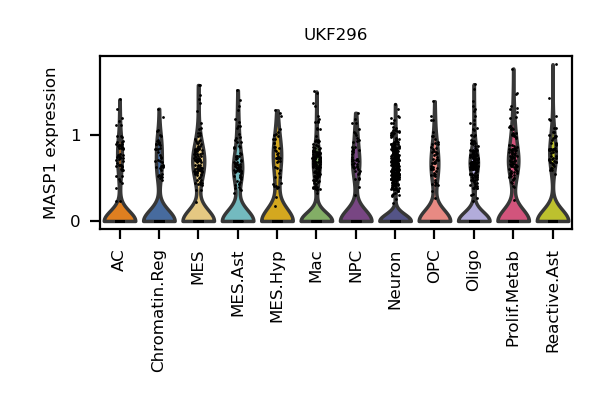 UKF296
MASP1 expression
1
0
AC
Chromatin.Reg
MES
MES.Ast
MES.Hyp
Mac
NPC
Neuron
OPC
Oligo
Prolif.Metab
Reactive.Ast